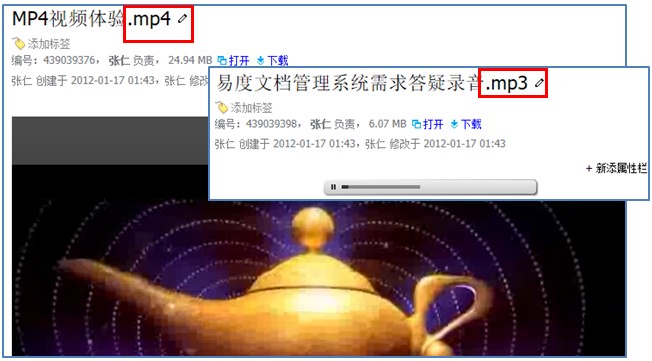 MP4视频体验.mp4
添加标签
编号：439039376，张仁 负责，24.94 MB 打开 下载
张仁 创建于 2012-01-17 01:43，张仁 修改
易度文档管理系统需求答疑录音.mp3
添加标签
编号：439039398，张仁 负责，6.07 MB 打开 下载
张仁 创建于 2012-01-17 01:43，张仁 修改于 2012-01-17 01:43
+ 新添属性栏